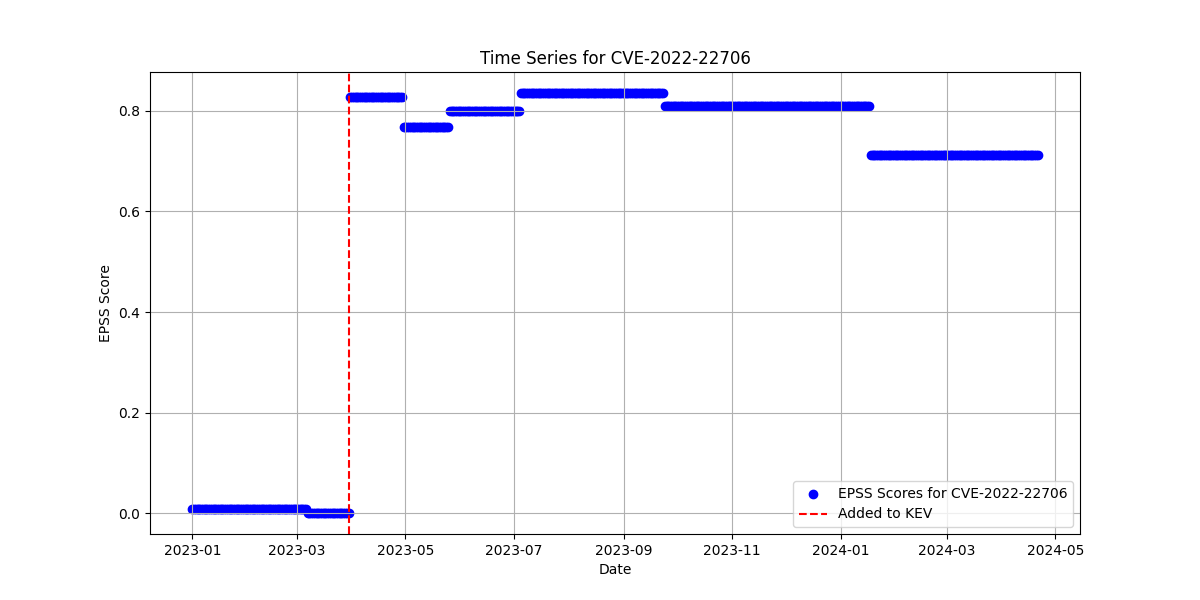 Time Series for CVE-2022-22706
EPSS Score
0.8
0.6
0.4
0.2
0.0
EPSS Scores for CVE-2022-22706
Added to KEV
2023-01 2023-03 2023-05 2023-07 2023-09 2023-11 2024-01 2024-03 2024-05
Date